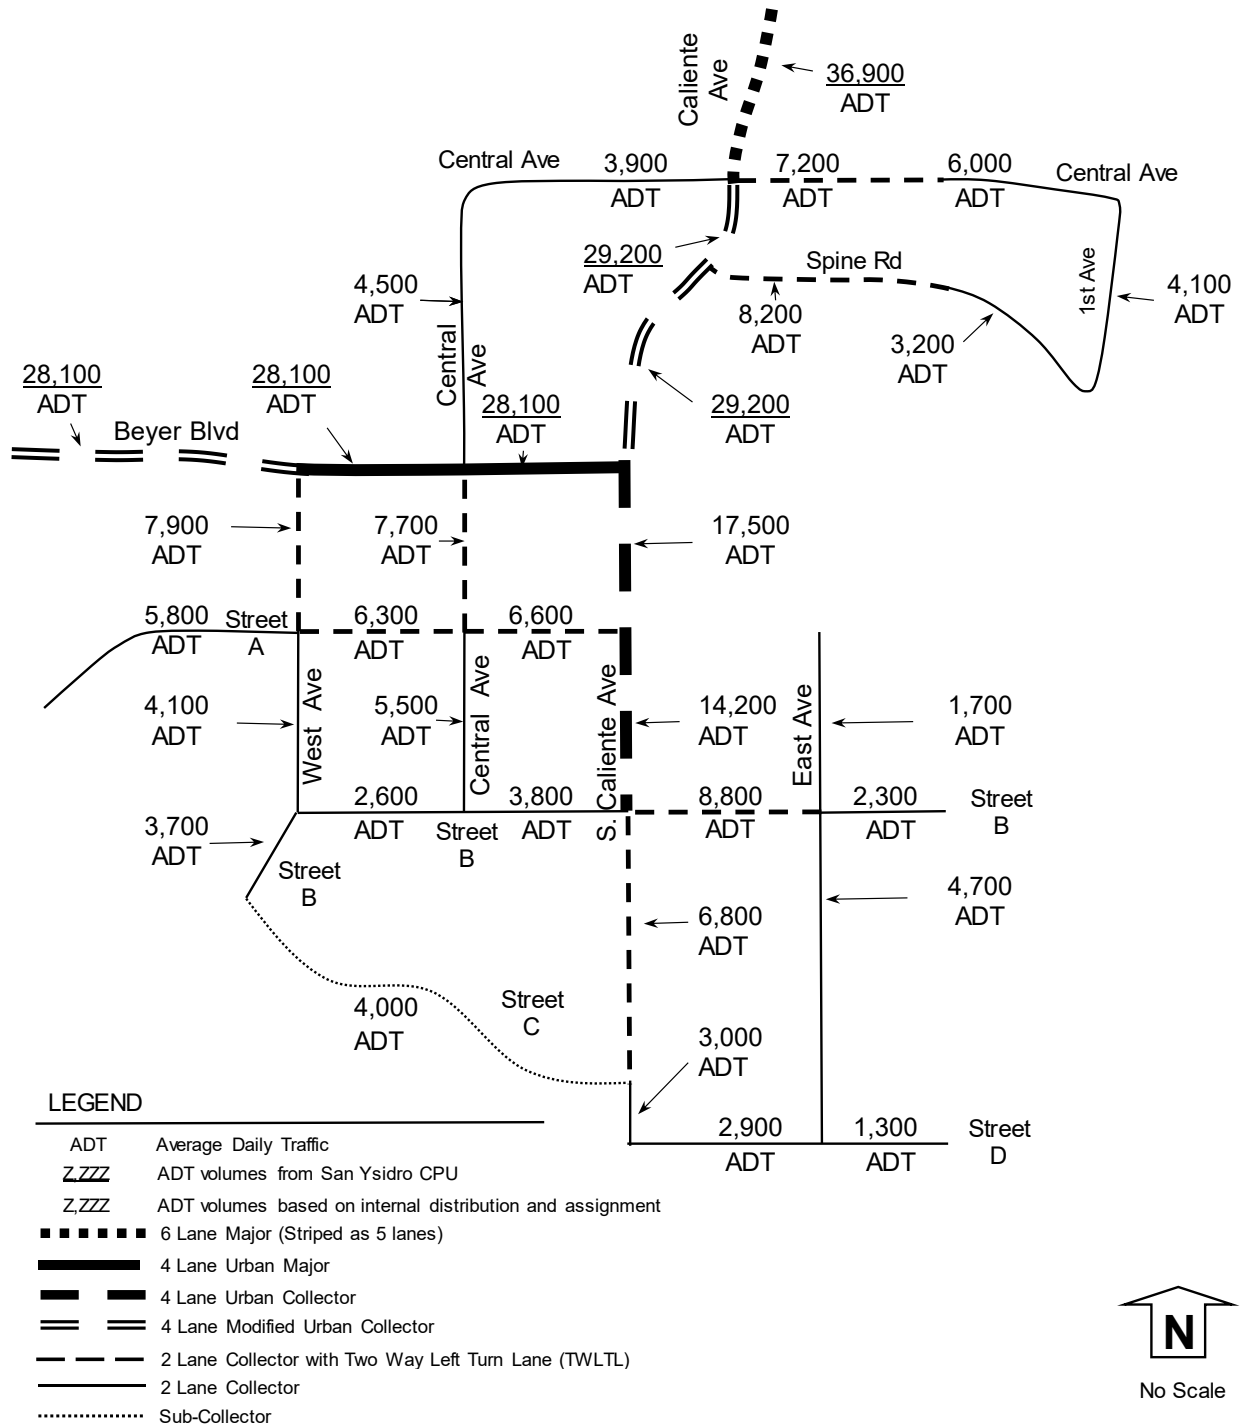 Caliente
Ave
36,900
ADT
Central Ave
3,900
ADT
7,200
ADT
6,000
ADT
Central Ave
29,200
ADT
Spine Rd
1st Ave
4,100
ADT
4,500
ADT
8,200
ADT
3,200
ADT
Central
Ave
28,100
ADT
28,100
ADT
28,100
ADT
29,200
ADT
Beyer Blvd
7,900
ADT
7,700
ADT
17,500
ADT
5,800
ADT
Street
A
6,300
ADT
6,600
ADT
4,100
ADT
West Ave
5,500
ADT
Central Ave
S. Caliente Ave
14,200
ADT
East Ave
1,700
ADT
2,600
ADT
3,800
ADT
8,800
ADT
2,300
ADT
Street
B
3,700
ADT
Street
B
Street
B
4,700
ADT
6,800
ADT
4,000
ADT
Street
C
3,000
ADT
2,900
ADT
1,300
ADT
Street
D
LEGEND
ADT Average Daily Traffic
Z,ZZZ ADT volumes from San Ysidro CPU
Z,ZZZ ADT volumes based on internal distribution and assignment
6 Lane Major (Striped as 5 lanes)
4 Lane Urban Major
4 Lane Urban Collector
4 Lane Modified Urban Collector
2 Lane Collector with Two Way Left Turn Lane (TWLTL)
2 Lane Collector
Sub-Collector
N
No Scale